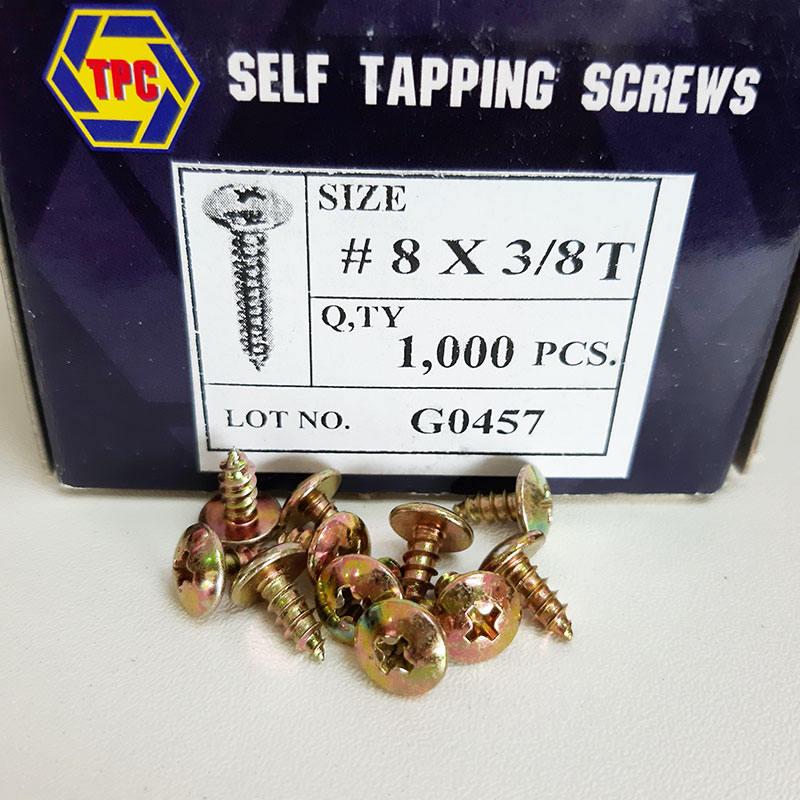 TPC
SELF TAPPING SCREWS
SIZE
# 8 X 3/8 T
Q,TY
1,000 PCS.
LOT NO. G0457